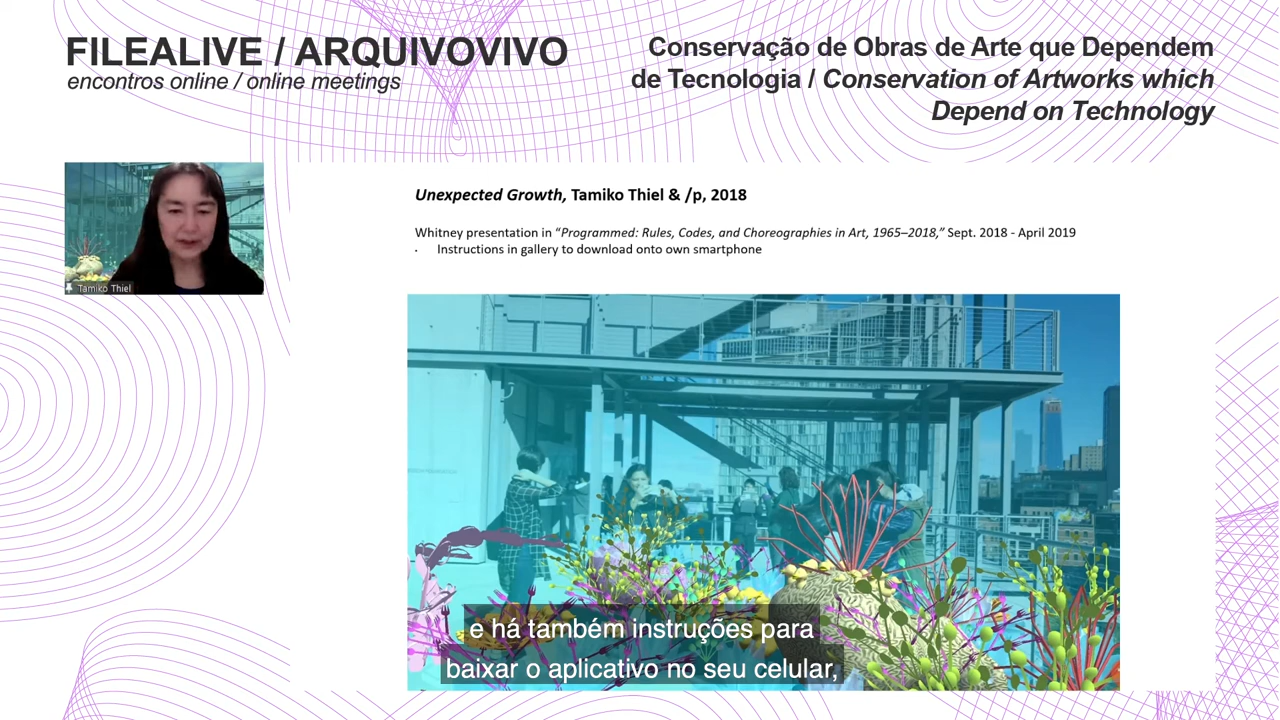 FILEALIVE / ARQUIVOVIVO
encontros online / online meetings
Conservação de Obras de Arte que Dependem
de Tecnologia / Conservation of Artworks which
Depend on Technology
Tamiko Thiel
Unexpected Growth, Tamiko Thiel & /p, 2018
Whitney presentation in “Programmed: Rules, Codes, and Choreographies in Art, 1965–2018,” Sept. 2018 - April 2019
· Instructions in gallery to download onto own smartphone
e há também instruções para
baixar o aplicativo no seu celular,